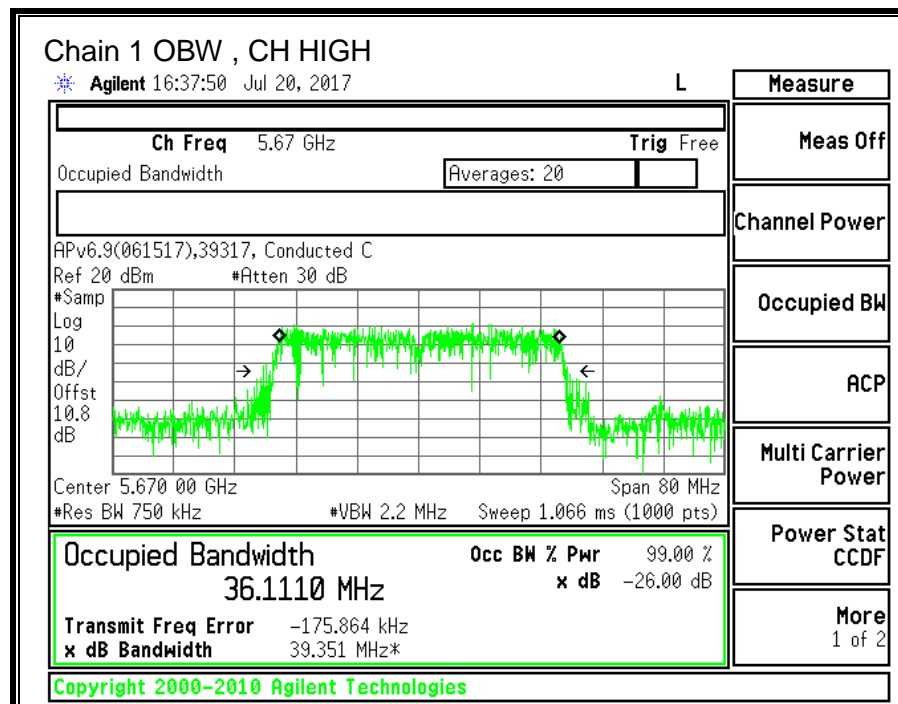 Chain 1 OBW , CH HIGH
Agilent 16:37:50 Jul 20, 2017 L
Measure
Ch Freq 5.67 GHz Trig Free
Meas Off
Occupied Bandwidth Averages: 20
Channel Power
APv6.9(061517),39317, Conducted C
Ref 20 dBm #Atten 30 dB
Occupied BW
#Samp
Log
10
dB/
Offst
10.8
dB
ACP
Multi Carrier
Power
Center 5.670 00 GHz Span 80 MHz
#Res BW 750 kHz #VBW 2.2 MHz Sweep 1.066 ms (1000 pts)
Power Stat
CCDF
Occupied Bandwidth Occ BW % Pwr 99.00 %
36.1110 MHz x dB -26.00 dB
Transmit Freq Error -175.864 kHz
x dB Bandwidth 39.351 MHz*
More
1 of 2
Copyright 2000-2010 Agilent Technologies